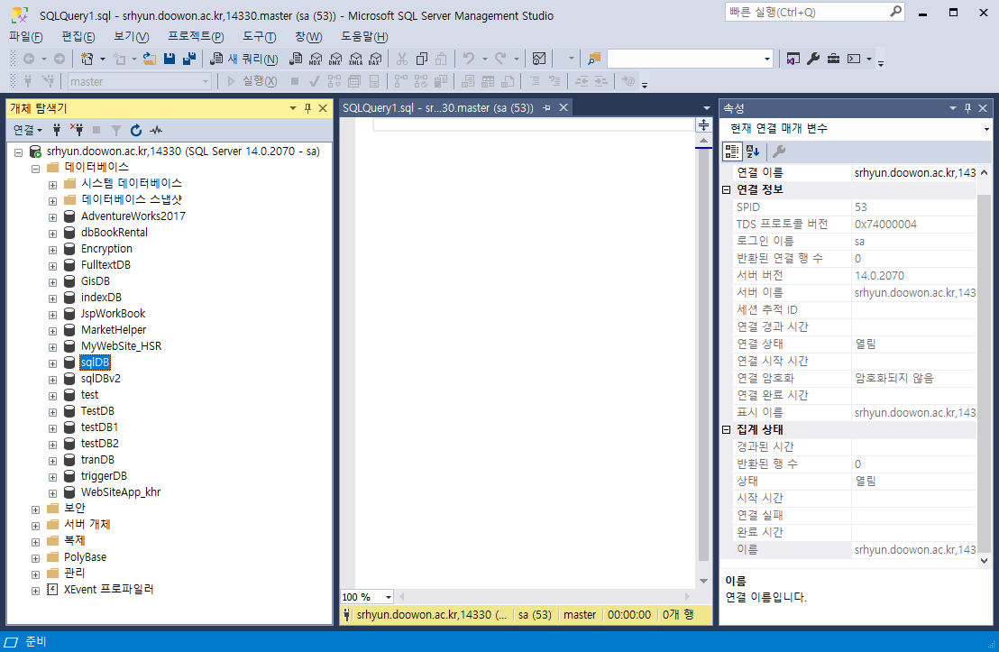 SQLQuery1.sql - srhyun.doowon.ac.kr,14330.master (sa (53)) - Microsoft SQL Server Management Studio
빠른 실행(Ctrl+Q)
파일(F) 편집(E) 보기(V) 프로젝트(P) 도구(T) 창(W) 도움말(H)
새 쿼리(N) MDX DMX XMLA DAX
master 실행(X)
개체 탐색기
연결
srhyun.doowon.ac.kr,14330 (SQL Server 14.0.2070 - sa)
데이터베이스
시스템 데이터베이스
데이터베이스 스냅샷
AdventureWorks2017
dbBookRental
Encryption
FulltextDB
GisDB
indexDB
JspWorkBook
MarketHelper
MyWebSite_HSR
sqlDB
sqlDBv2
test
TestDB
testDB1
testDB2
tranDB
triggerDB
WebSiteApp_khr
보안
서버 개체
복제
PolyBase
관리
XEvent 프로파일러
SQLQuery1.sql - sr...30.master (sa (53))
100 %
srhyun.doowon.ac.kr,14330 (... sa (53) master 00:00:00 0개 행
속성
현재 연결 매개 변수
연결 이름 srhyun.doowon.ac.kr,143
연결 정보
SPID 53
TDS 프로토콜 버전 0x74000004
로그인 이름 sa
반환된 연결 행 수 0
서버 버전 14.0.2070
서버 이름 srhyun.doowon.ac.kr,143
세션 추적 ID
연결 경과 시간
연결 상태 열림
연결 시작 시간
연결 암호화 암호화되지 않음
연결 완료 시간
표시 이름 srhyun.doowon.ac.kr,143
집계 상태
경과된 시간
반환된 행 수 0
상태 열림
시작 시간
연결 실패
완료 시간
이름 srhyun.doowon.ac.kr,143
이름
연결 이름입니다.
준비